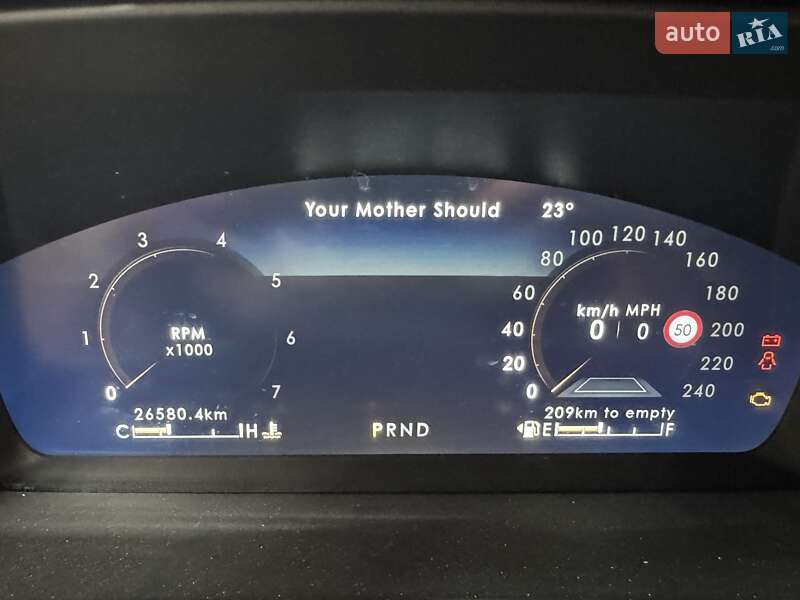 auto RIA
.com
Your Mother Should 23°
0 1 2 3 4 5 6 7
RPM
x1000
0 20 40 60 80 100 120 140 160 180 200 220 240
km/h MPH
0 0
50
26580.4km
209km to empty
C H
PRND
E F